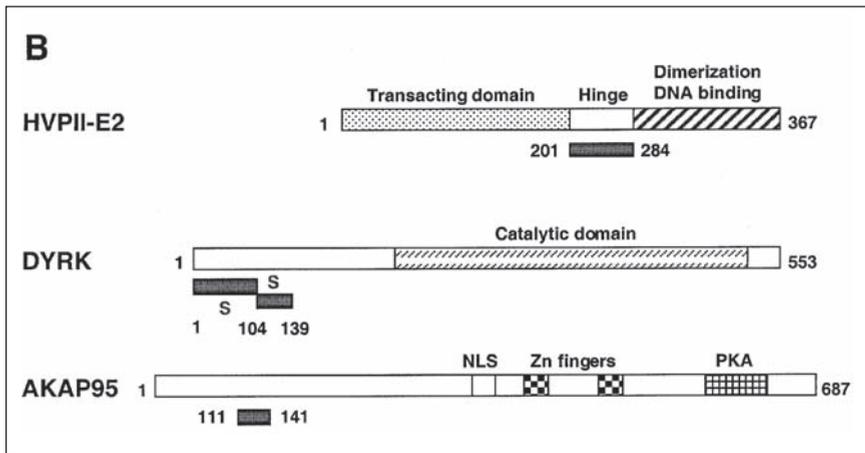 B
Dimerization
Transacting domain Hinge DNA binding
HVPII-E2 1 367
201 284
Catalytic domain
DYRK 1 553
S
S
1 104 139
NLS Zn fingers PKA
AKAP95 1 687
111 141